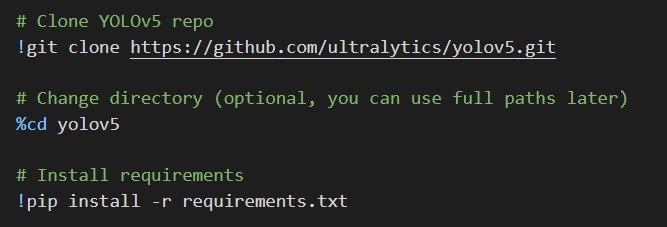 # Clone YOLOv5 repo
!git clone https://github.com/ultralytics/yolov5.git
# Change directory (optional, you can use full paths later)
%cd yolov5
# Install requirements
!pip install -r requirements.txt